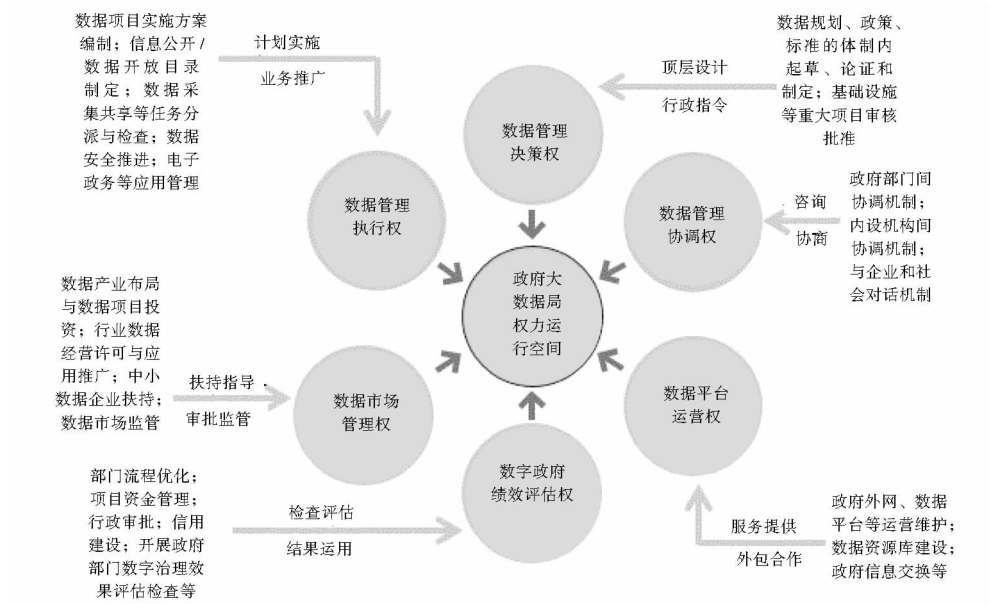 数据项目实施方案
编制；信息公开/
数据开放目录
制定；数据采
集共享等任务分
派与检查；数据
安全推进；电子
政务等应用管理
计划实施
业务推广
数据管理
执行权
数据管理
决策权
顶层设计
行政指令
数据规划、政策、
标准的体制内
起草、论证和
制定；基础设施
等重大项目审核
批准
数据管理
协调权
咨询
协商
政府部门间
协调机制；
内设机构间
协调机制；
与企业和社
会对话机制
政府大
数据局
权力运
行空间
数据产业布局
与数据项目投
资；行业数据
经营许可与应
用推广；中小
数据企业扶持；
数据市场监管
扶持指导
审批监管
数据市场
管理权
数据平台
运营权
数字政府
绩效评估权
部门流程优化；
项目资金管理；
行政审批；信用
建设；开展政府
部门数字治理效
果评估检查等
检查评估
结果运用
服务提供
外包合作
政府外网、数据
平台等运营维护；
数据资源库建设；
政府信息交换等